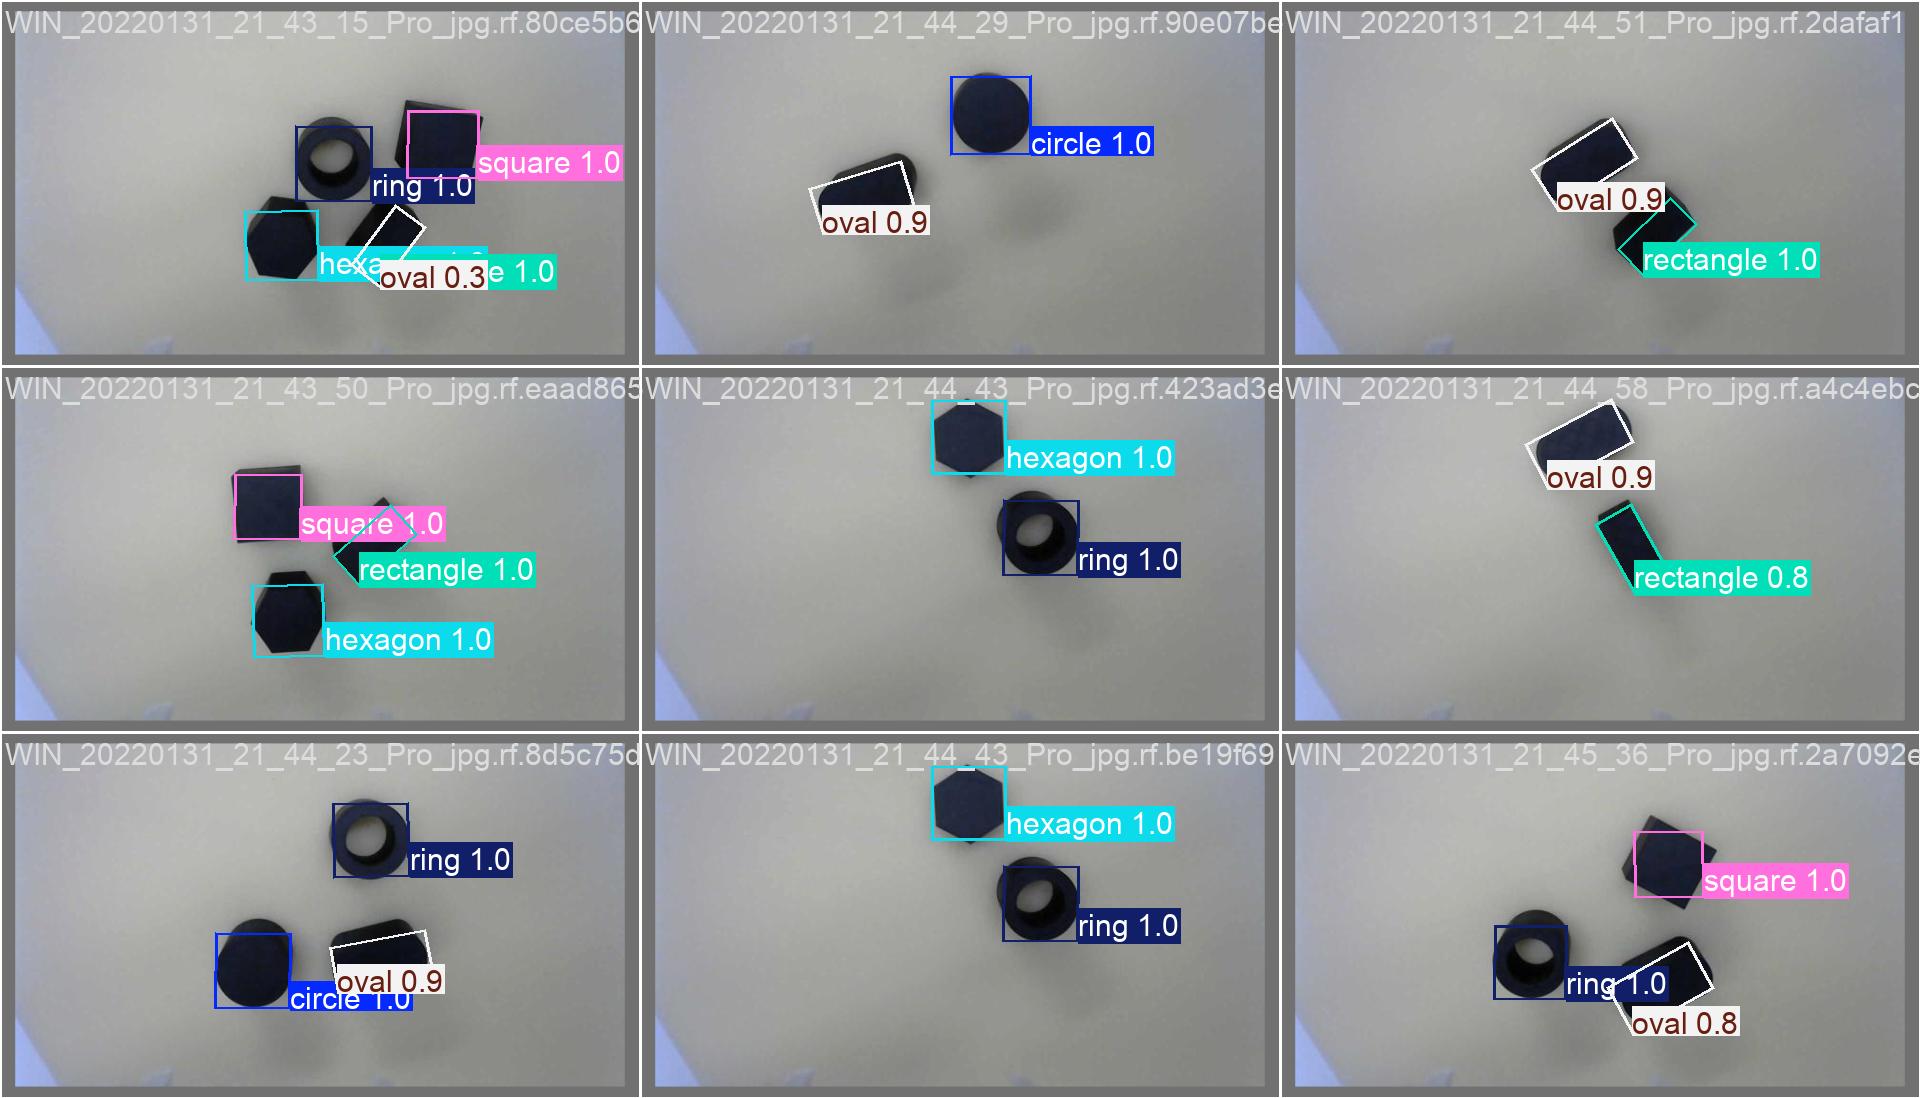 WIN_20220131_21_43_15_Pro_jpg.rf.80ce5b6
square 1.0
ring 1.0
hexa
oval 0.3
e 1.0
WIN_20220131_21_44_29_Pro_jpg.rf.90e07be
circle 1.0
oval 0.9
WIN_20220131_21_44_51_Pro_jpg.rf.2dafaf1
oval 0.9
rectangle 1.0
WIN_20220131_21_43_50_Pro_jpg.rf.eaad865
square 1.0
rectangle 1.0
hexagon 1.0
WIN_20220131_21_44_43_Pro_jpg.rf.423ad3e
hexagon 1.0
ring 1.0
WIN_20220131_21_44_58_Pro_jpg.rf.a4c4ebc
oval 0.9
rectangle 0.8
WIN_20220131_21_44_23_Pro_jpg.rf.8d5c75d
ring 1.0
oval 0.9
circle 1.0
WIN_20220131_21_44_43_Pro_jpg.rf.be19f69
hexagon 1.0
ring 1.0
WIN_20220131_21_45_36_Pro_jpg.rf.2a7092e
square 1.0
ring 1.0
oval 0.8